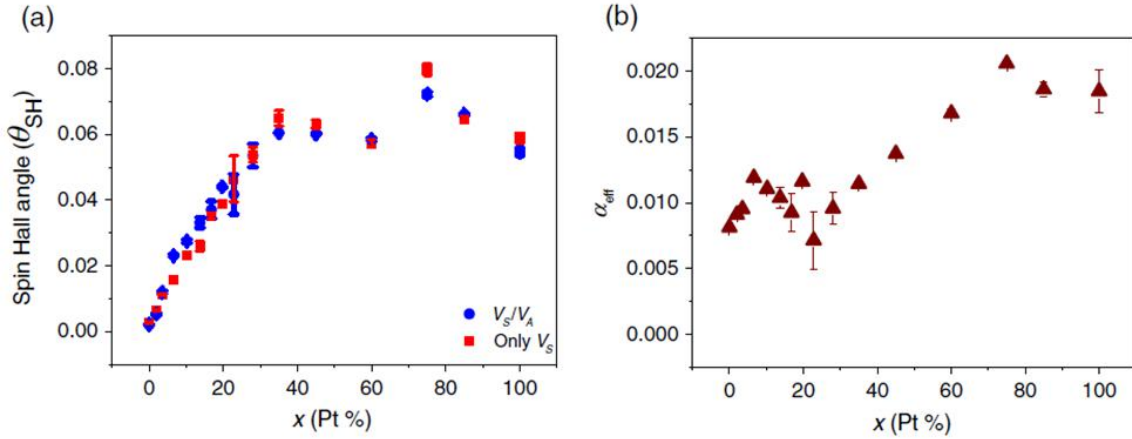 (a)
Spin Hall angle (θSH)
0.08
0.06
0.04
0.02
0.00
VS/VA
Only VS
0 20 40 60 80 100
x (Pt %)
(b)
αeff
0.020
0.015
0.010
0.005
0.000
0 20 40 60 80 100
x (Pt %)